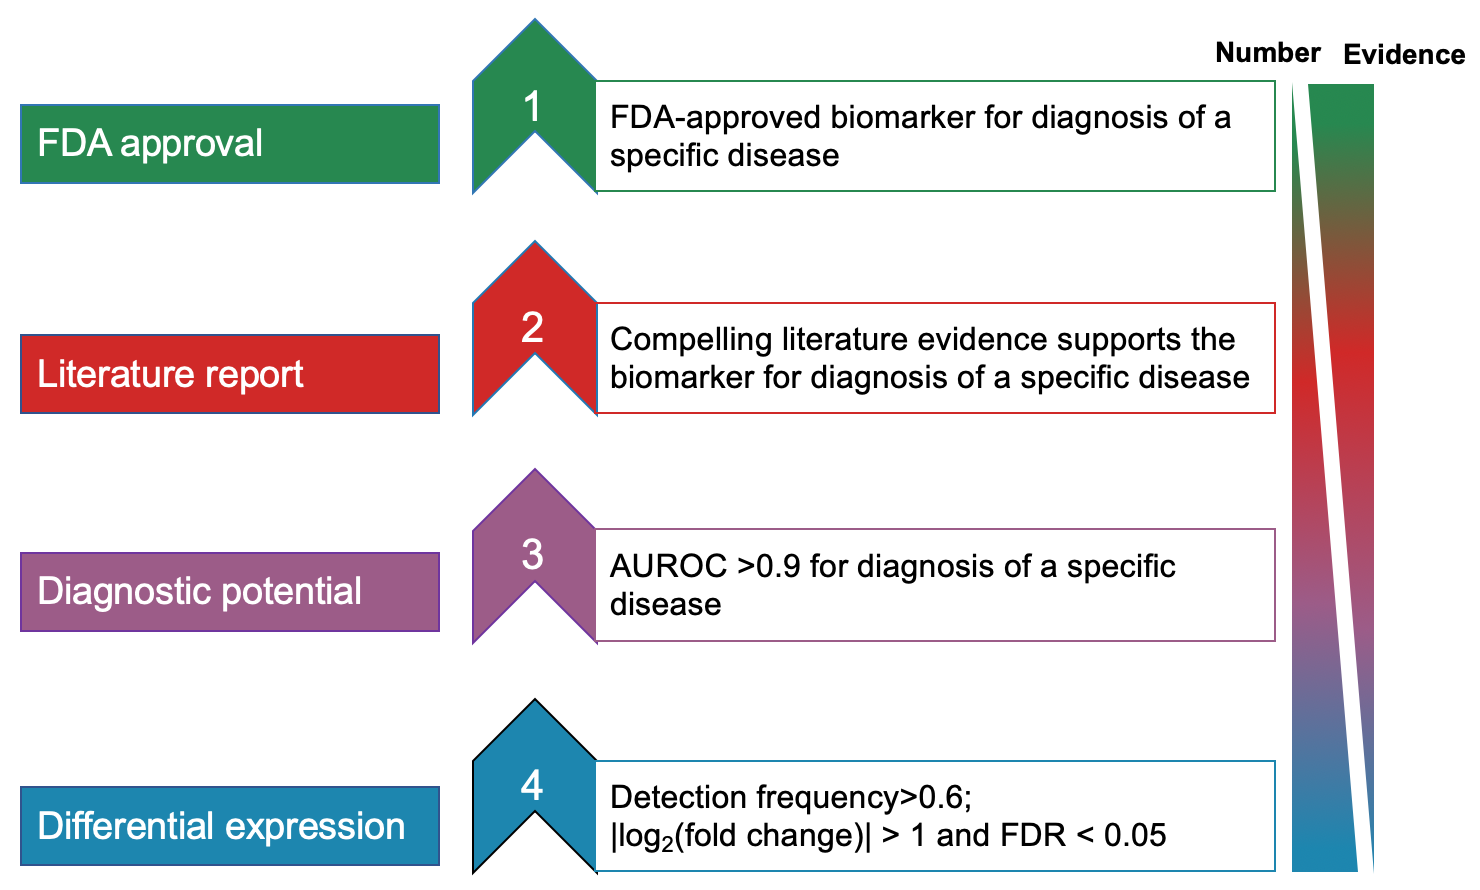 Number Evidence
FDA approval
1
FDA-approved biomarker for diagnosis of a
specific disease
Literature report
2
Compelling literature evidence supports the
biomarker for diagnosis of a specific disease
Diagnostic potential
3
AUROC >0.9 for diagnosis of a specific
disease
Differential expression
4
Detection frequency>0.6;
|log₂(fold change)| > 1 and FDR < 0.05